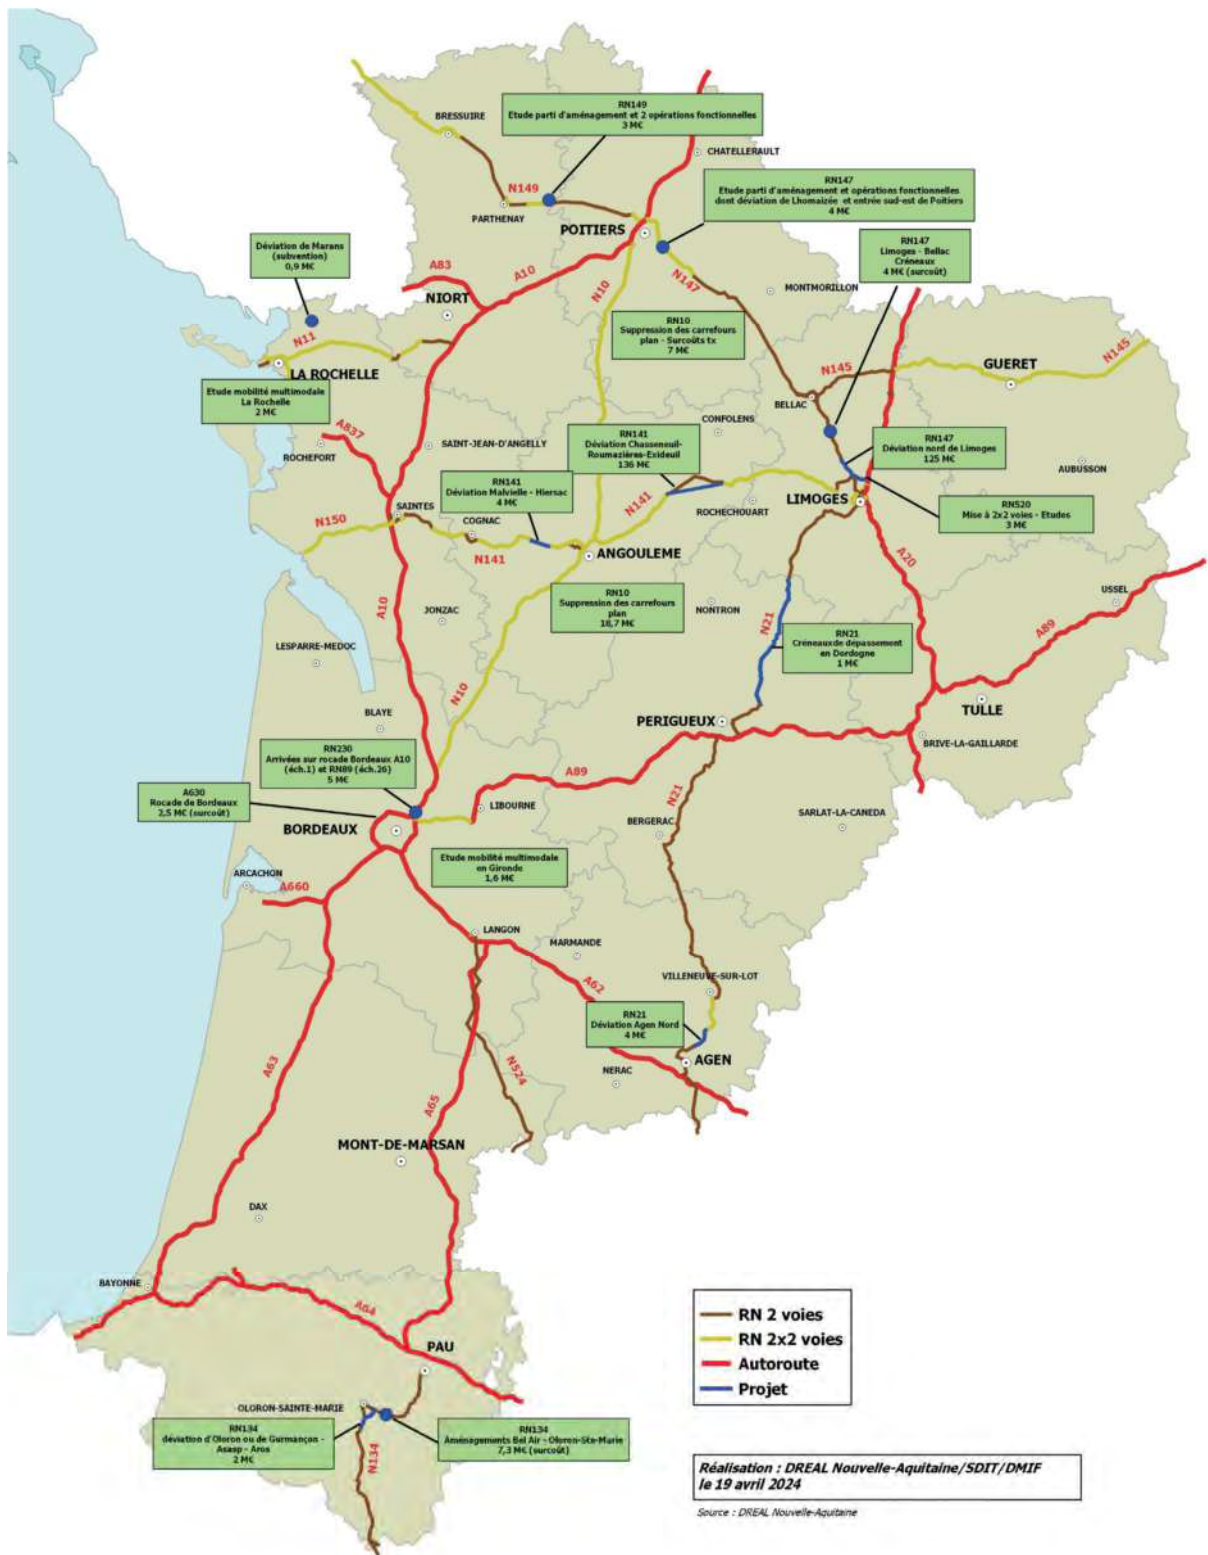 RN149
Etude parti d'aménagement et 2 opérations fonctionnelles
3 M€
BRESSUIRE
CHATELLERAULT
N149
PARTHENAY
RN147
Etude parti d'aménagement et opérations fonctionnelles
dont déviation de Lhomaizée et entrée sud-est de Poitiers
4 M€
POITIERS
Déviation de Marans
(subvention)
0,9 M€
RN147
Limoges - Bellac
Créneaux
4 M€ (surcoût)
A83
A10
N10
N147
MONTMORILLON
NIORT
RN10
Suppression des carrefours
plan - Surcoûts tx
7 M€
N11
LA ROCHELLE
N145
GUERET
N145
Etude mobilité multimodale
La Rochelle
2 M€
BELLAC
A837
ROCHEFORT
SAINT-JEAN-D'ANGELLY
CONFOLENS
RN141
Déviation Chasseneuil-
Roumazières-Exideuil
136 M€
RN147
Déviation nord de Limoges
125 M€
AUBUSSON
RN141
Déviation Malvielle - Hiersac
4 M€
N141
ROCHECHOUART
LIMOGES
RN520
Mise à 2x2 voies - Etudes
3 M€
SAINTES
N150
COGNAC
N141
ANGOULEME
A20
USSEL
A10
JONZAC
RN10
Suppression des carrefours
plan
18,7 M€
NONTRON
N21
RN21
Créneaux de dépassement
en Dordogne
1 M€
A89
LESPARRE-MEDOC
N10
BLAYE
PERIGUEUX
TULLE
BRIVE-LA-GAILLARDE
RN230
Arrivées sur rocade Bordeaux A10
(éch.1) et RN89 (éch.26)
5 M€
A89
A630
Rocade de Bordeaux
2,5 M€ (surcoût)
LIBOURNE
N21
SARLAT-LA-CANEDA
BORDEAUX
BERGERAC
Etude mobilité multimodale
en Gironde
1,6 M€
ARCACHON
A660
LANGON
MARMANDE
A62
VILLENEUVE-SUR-LOT
RN21
Déviation Agen Nord
4 M€
AGEN
A63
N524
NERAC
A65
MONT-DE-MARSAN
DAX
BAYONNE
A64
PAU
RN 2 voies
RN 2x2 voies
Autoroute
Projet
OLORON-SAINTE-MARIE
RN134
déviation d'Oloron ou de Gurmançon -
Asasp - Aros
2 M€
N134
RN134
Aménagements Bel Air - Oloron-Ste-Marie
7,3 M€ (surcoût)
Réalisation : DREAL Nouvelle-Aquitaine/SDIT/DMIF
le 19 avril 2024
Source : DREAL Nouvelle-Aquitaine